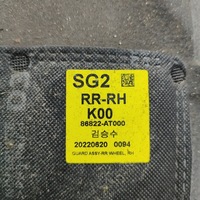 SG2
RR-RH
K00
86822-AT000
김승수
20220620 0094
GUARD ASSY-RR WHEEL, RH